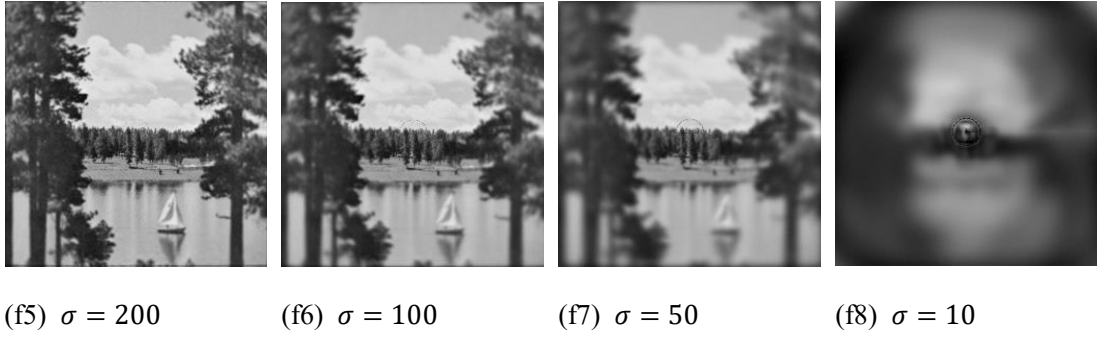 (f5) 𝜎 = 200 (f6) 𝜎 = 100 (f7) 𝜎 = 50 (f8) 𝜎 = 10